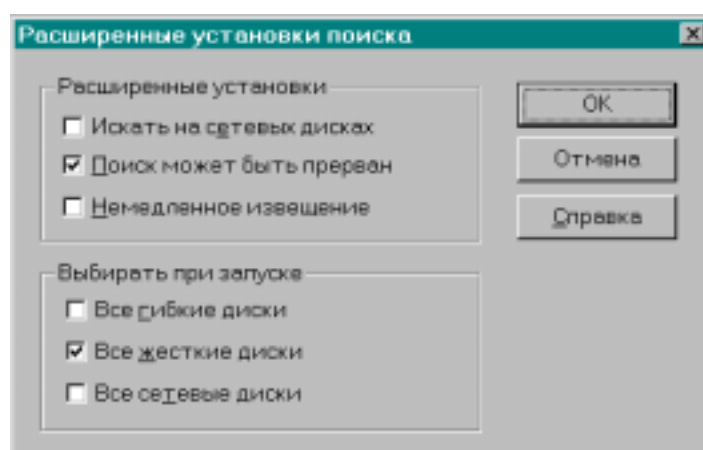 Расширенные установки поиска
Расширенные установки
Искать на сетевых дисках
Поиск может быть прерван
Немедленное извещение
OK
Отмена
Справка
Выбирать при запуске
Все гибкие диски
Все жесткие диски
Все сетевые диски